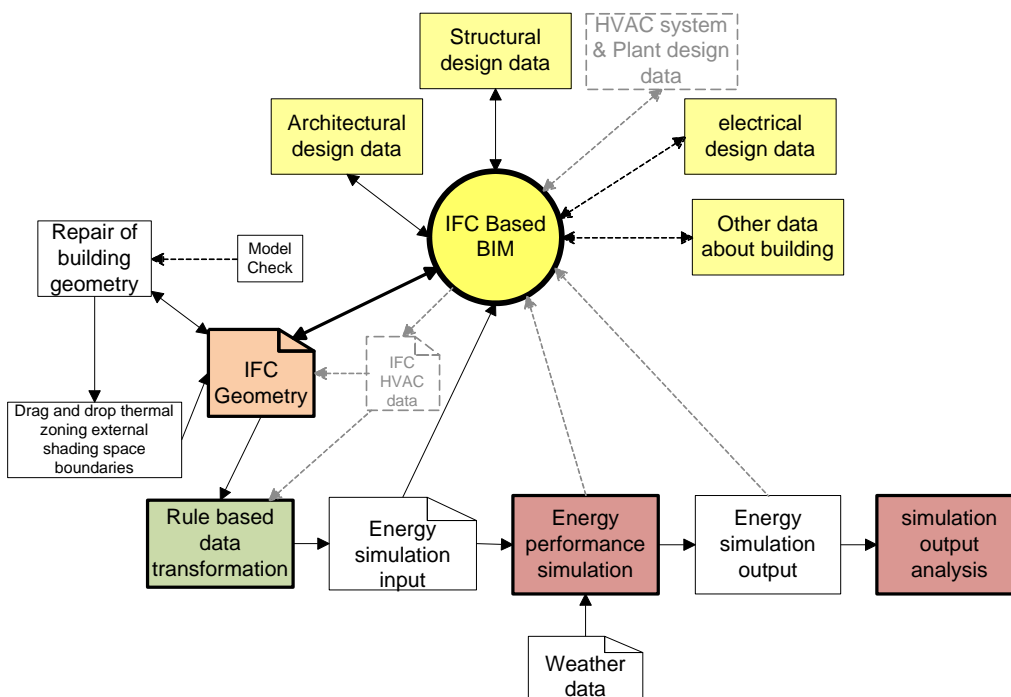 Structural
design data
HVAC system
& Plant design
data
Architectural
design data
electrical
design data
IFC Based
BIM
Other data
about building
Repair of
building
geometry
Model
Check
IFC
Geometry
IFC
HVAC
data
Drag and drop thermal
zoning external
shading space
boundaries
Rule based
data
transformation
Energy
simulation
input
Energy
performance
simulation
Energy
simulation
output
simulation
output
analysis
Weather
data